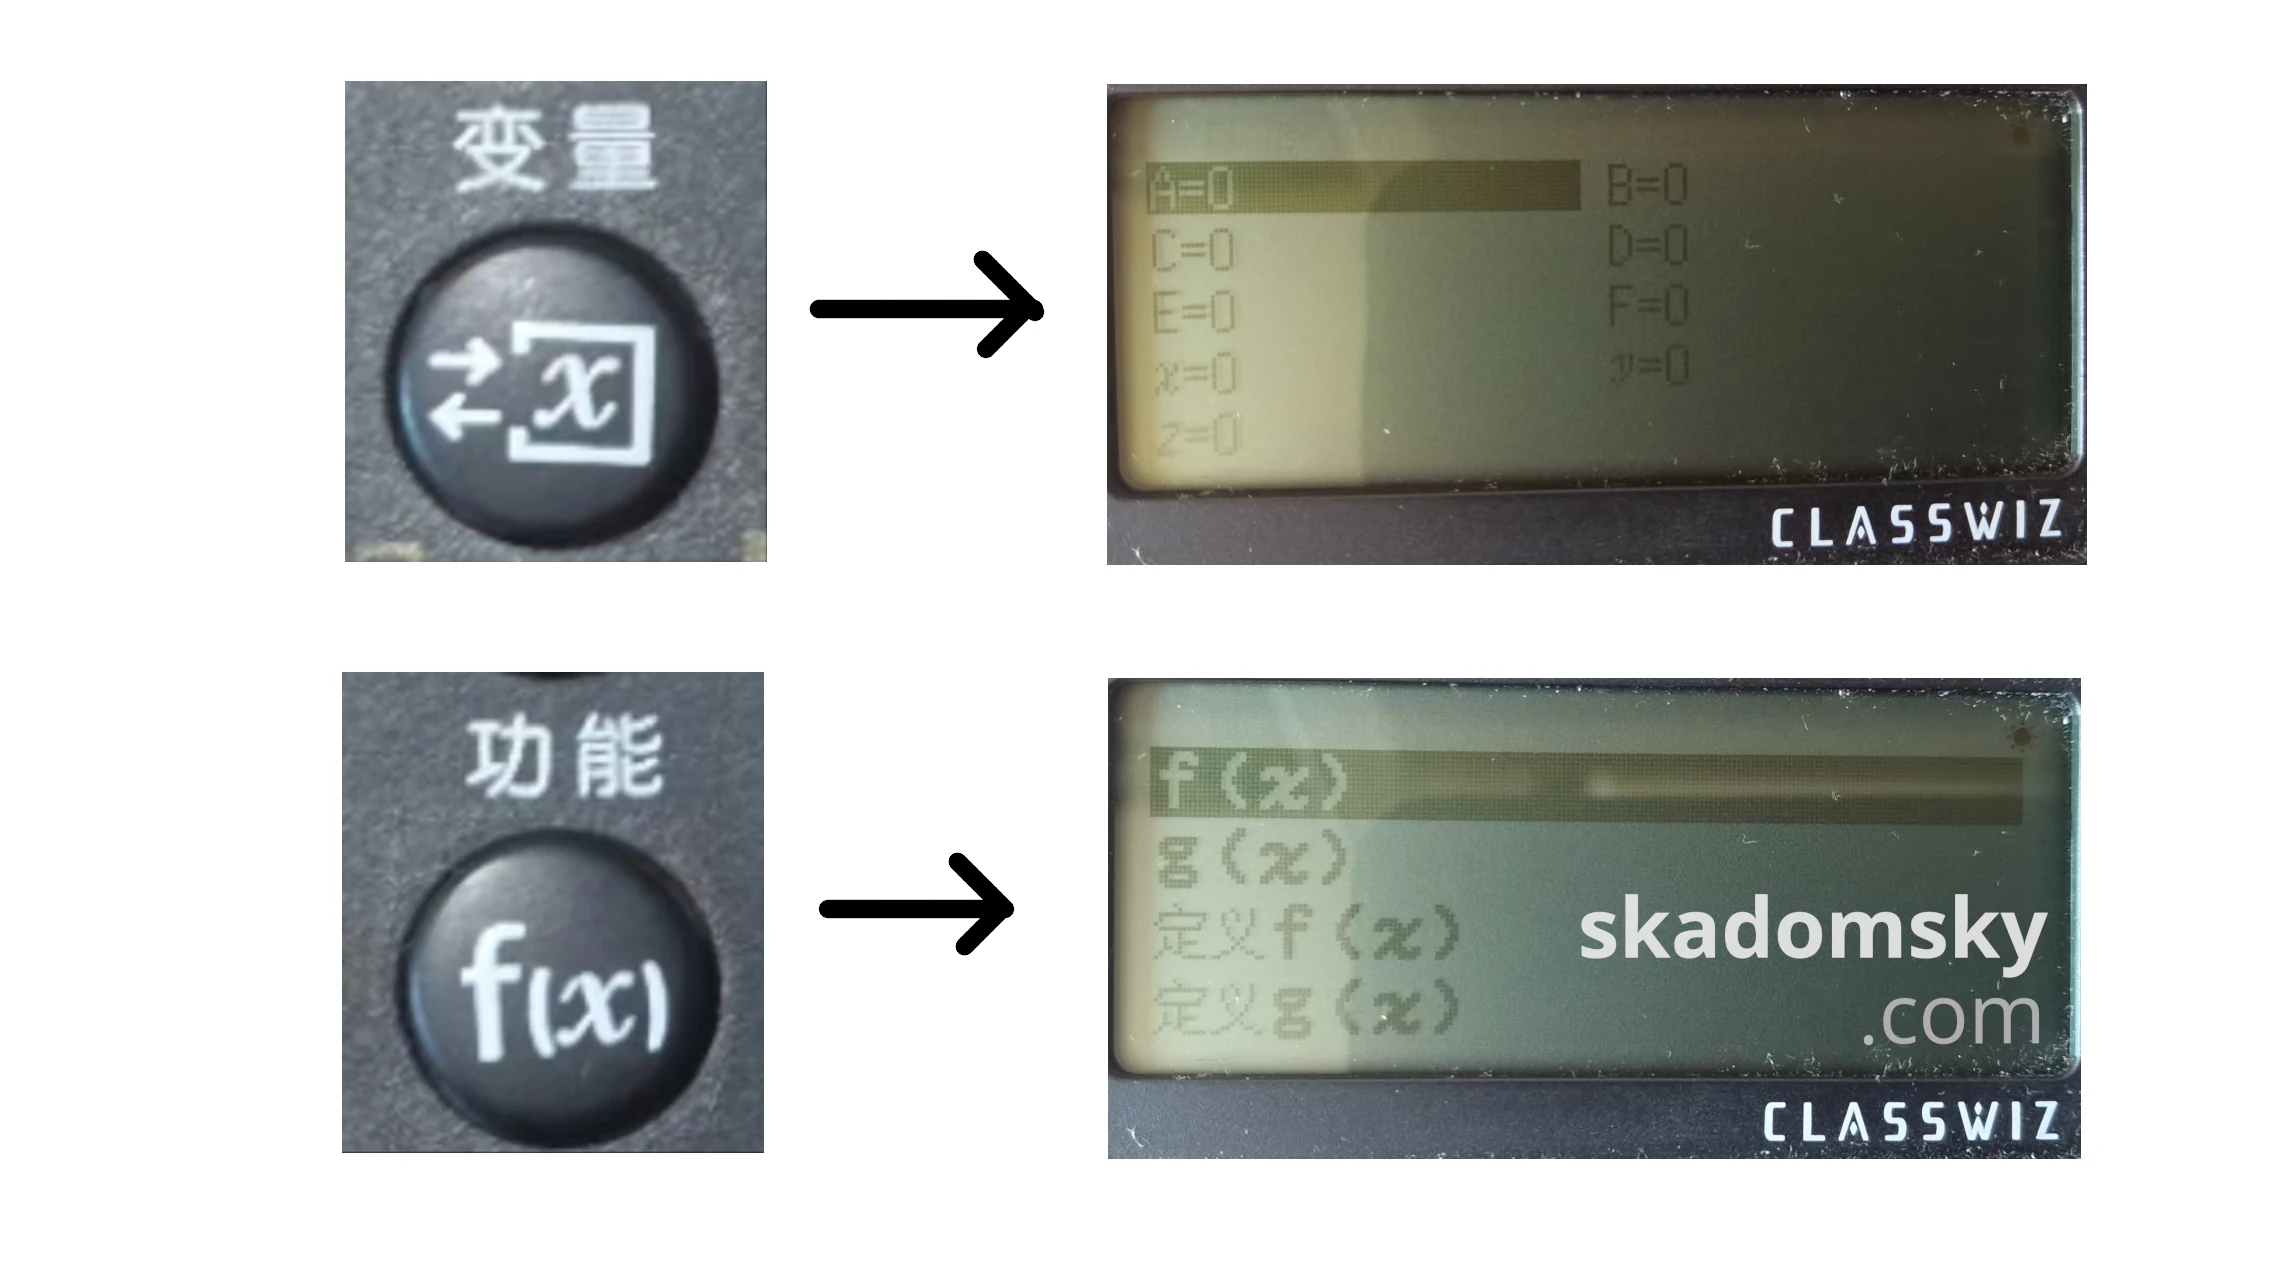 变量
x
A=0 B=0
C=0 D=0
E=0 F=0
x=0 y=0
z=0
CLASSWIZ
功能
f(x)
f(x)
g(x)
定义f(x)
定义g(x)
skadomsky
.com
CLASSWIZ